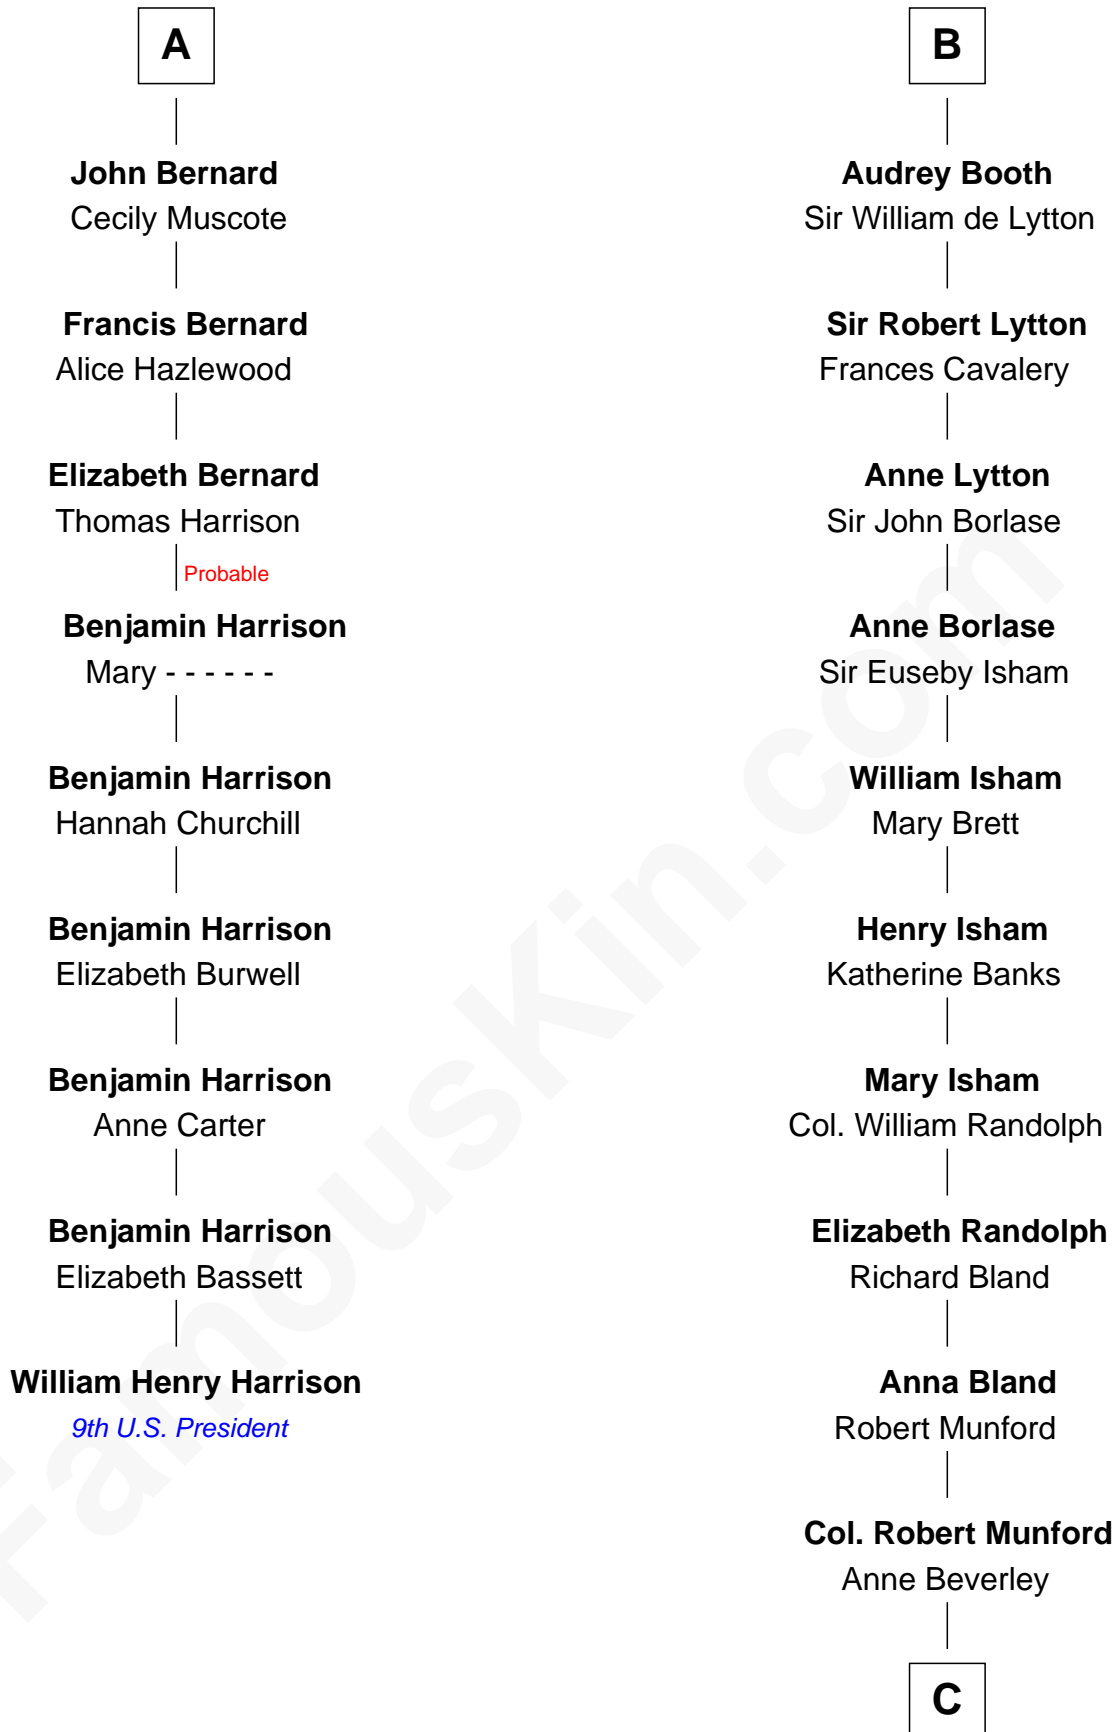 A
John Bernard
Cecily Muscote
Francis Bernard
Alice Hazlewood
Elizabeth Bernard
Thomas Harrison
Probable
Benjamin Harrison
Mary - - - - - -
Benjamin Harrison
Hannah Churchill
Benjamin Harrison
Elizabeth Burwell
Benjamin Harrison
Anne Carter
Benjamin Harrison
Elizabeth Bassett
William Henry Harrison
9th U.S. President
B
Audrey Booth
Sir William de Lytton
Sir Robert Lytton
Frances Cavalery
Anne Lytton
Sir John Borlase
Anne Borlase
Sir Euseby Isham
William Isham
Mary Brett
Henry Isham
Katherine Banks
Mary Isham
Col. William Randolph
Elizabeth Randolph
Richard Bland
Anna Bland
Robert Munford
Col. Robert Munford
Anne Beverley
C
FamousKin.com